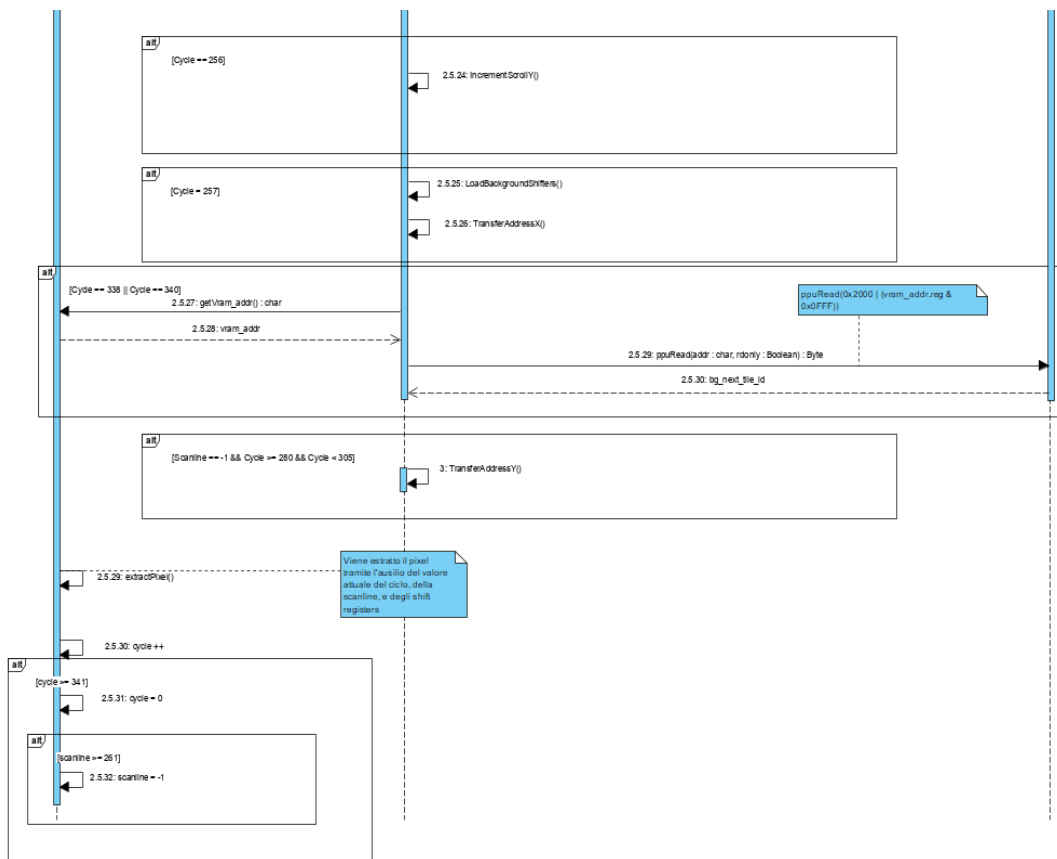 alt
[Cycle == 256]
2.5.24: IncrementScrollY()
alt
[Cycle = 257]
2.5.25: LoadBackgroundShifters()
2.5.26: TransferAddressX()
alt
[Cycle == 338 || Cycle == 340]
2.5.27: getVram_addr() : char
ppuRead(0x2000 | (vram_addr.reg &
0x0FFF))
2.5.28: vram_addr
2.5.29: ppuRead(addr : char, rdonly : Boolean) : Byte
2.5.30: bg_next_tile_id
alt
[Scanline == -1 && Cycle >= 280 && Cycle < 305]
3: TransferAddressY()
Viene estratto il pixel
tramite l'ausilio del valore
attuale del ciclo, della
scanline, e degli shift
registers
2.5.29: extractPixel()
2.5.30: cycle ++
alt
[cycle >= 341]
2.5.31: cycle = 0
alt
[scanline >= 261]
2.5.32: scanline = -1